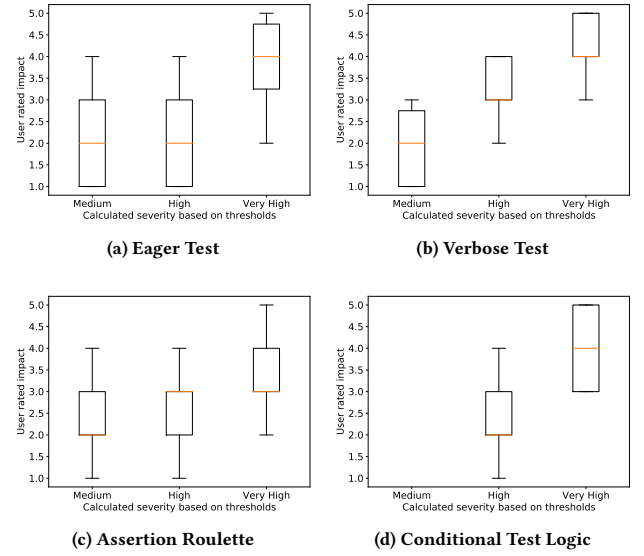 5.0
4.5
4.0
3.5
3.0
2.5
2.0
1.5
1.0
User rated impact
Medium High Very High
Calculated severity based on thresholds
(a) Eager Test
5.0
4.5
4.0
3.5
3.0
2.5
2.0
1.5
1.0
User rated impact
Medium High Very High
Calculated severity based on thresholds
(b) Verbose Test
5.0
4.5
4.0
3.5
3.0
2.5
2.0
1.5
1.0
User rated impact
Medium High Very High
Calculated severity based on thresholds
(c) Assertion Roulette
5.0
4.5
4.0
3.5
3.0
2.5
2.0
1.5
1.0
User rated impact
Medium High Very High
Calculated severity based on thresholds
(d) Conditional Test Logic